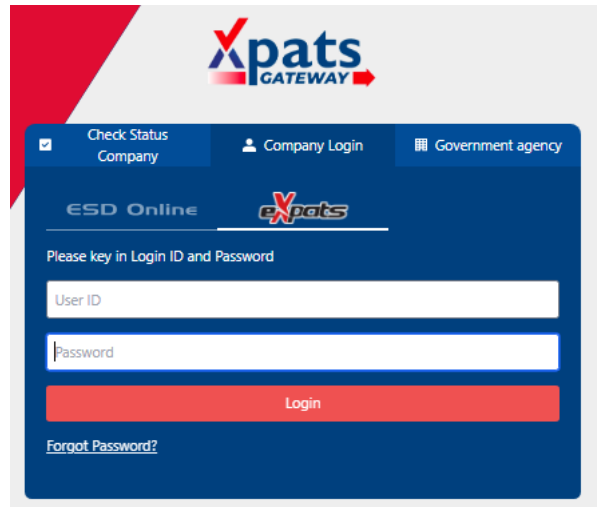 Xpats
GATEWAY
Check Status
Company
Company Login
Government agency
ESD Online
eXpats
Please key in Login ID and Password
User ID
Password
Login
Forgot Password?